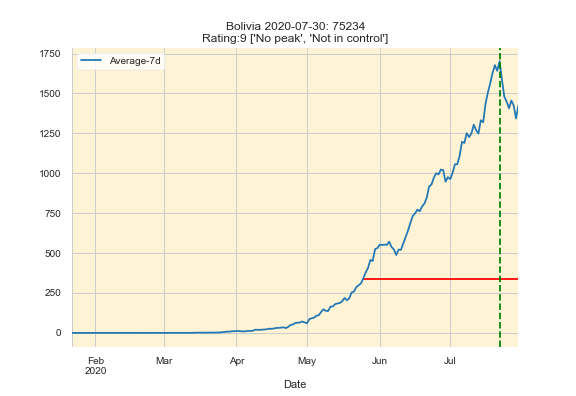 Bolivia 2020-07-30: 75234
Rating:9 ['No peak', 'Not in control']
Average-7d
1750
1500
1250
1000
750
500
250
0
Feb Mar Apr May Jun Jul
2020
Date